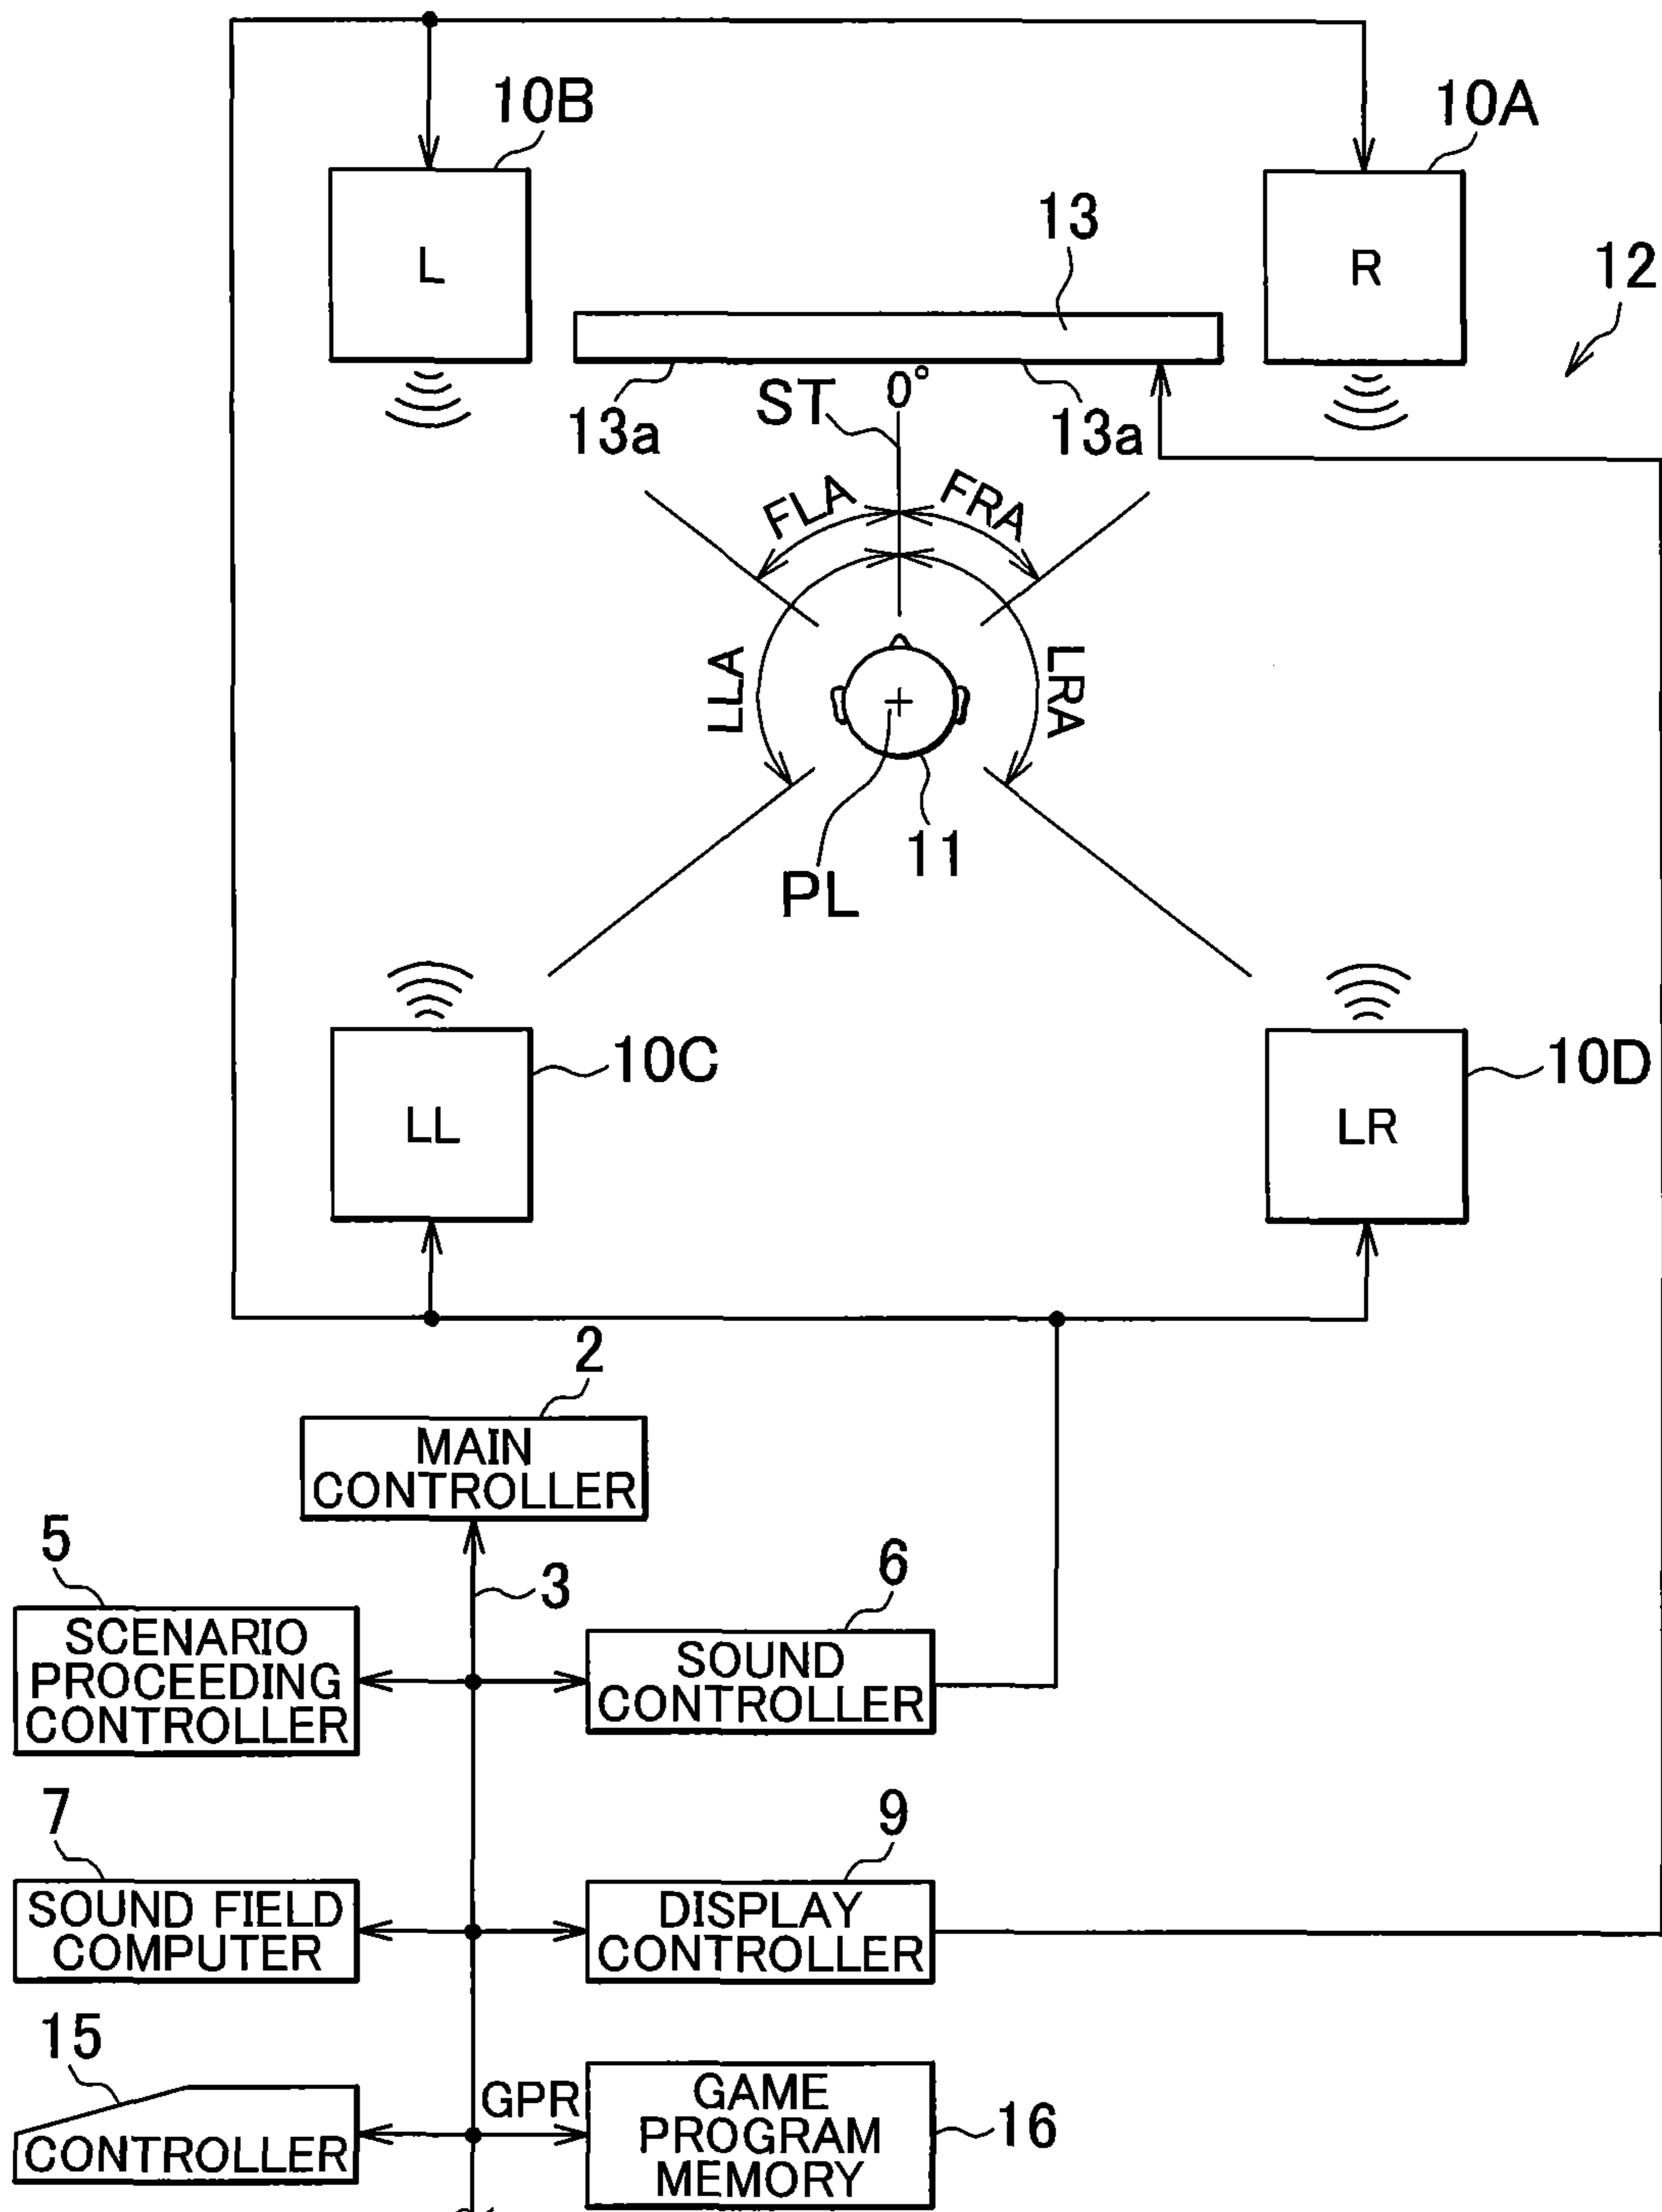 10B
10A
L
13
R
12
13a
ST
0°
13a
FLA
FRA
LLA
LRA
11
PL
10C
10D
LL
LR
2
MAIN
CONTROLLER
5
3
6
SCENARIO
PROCEEDING
CONTROLLER
SOUND
CONTROLLER
7
9
SOUND FIELD
COMPUTER
DISPLAY
CONTROLLER
15
GPR
CONTROLLER
GAME
PROGRAM
MEMORY
16